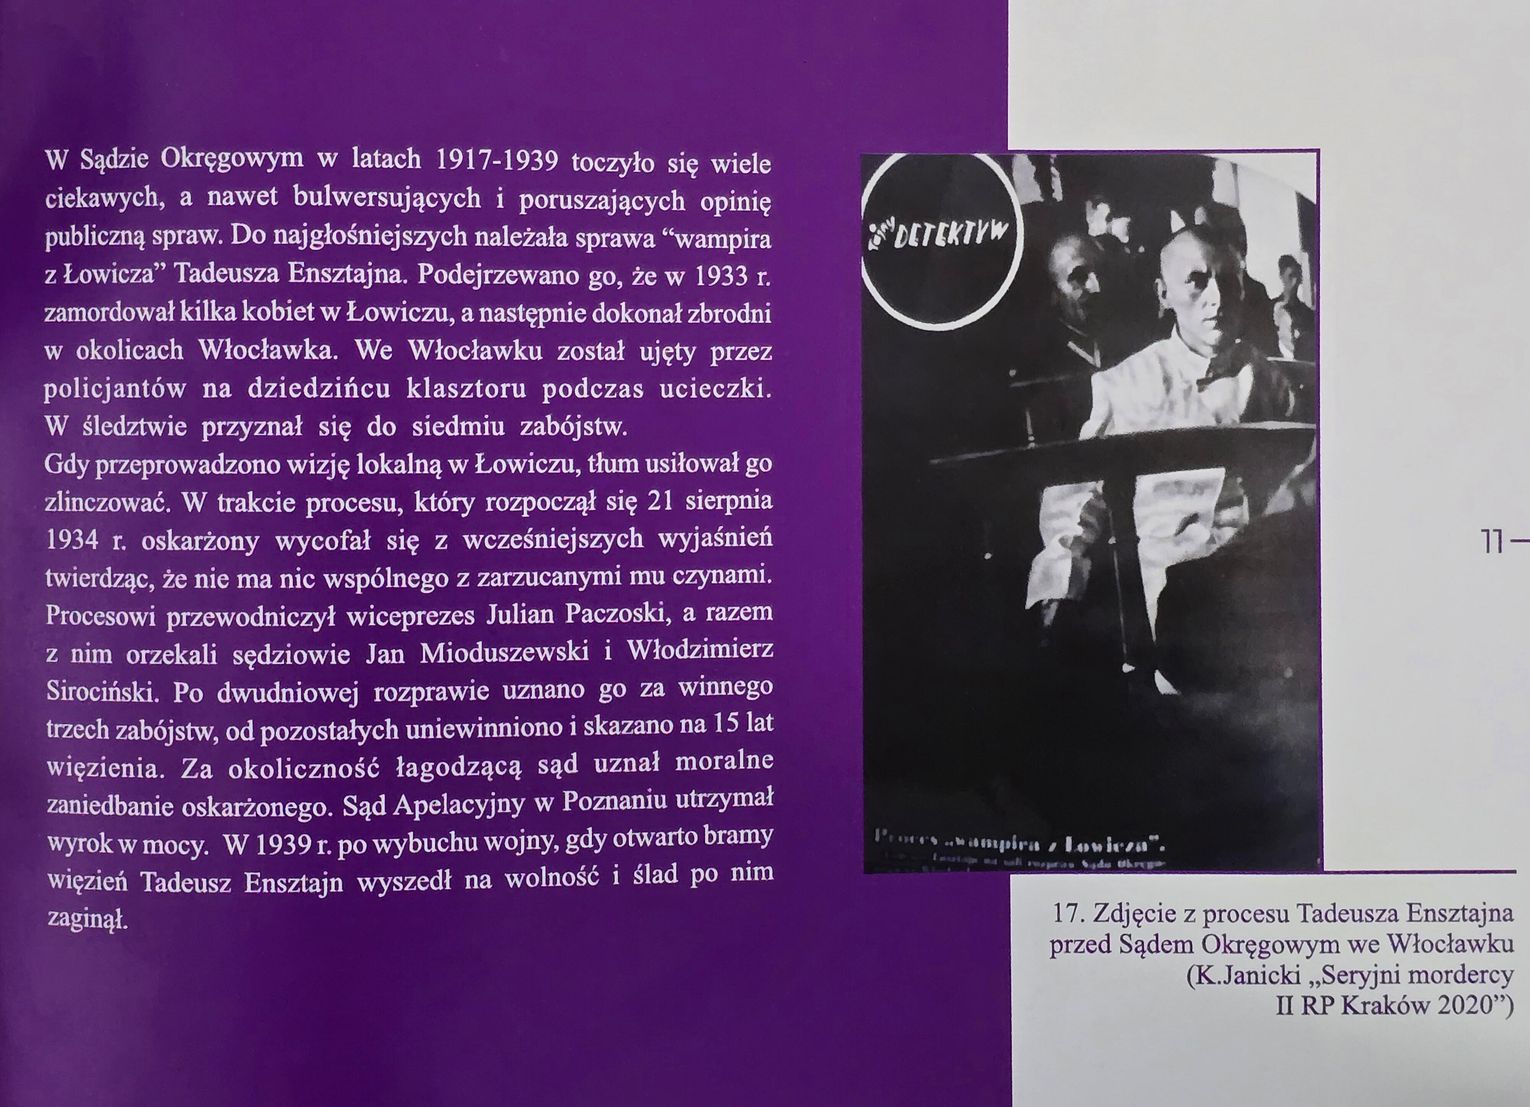 W Sądzie Okręgowym w latach 1917-1939 toczyło się wiele
ciekawych, a nawet bulwersujących i poruszających opinię
publiczną spraw. Do najgłośniejszych należała sprawa “wampira
z Łowicza” Tadeusza Ensztajna. Podejrzewano go, że w 1933 r.
zamordował kilka kobiet w Łowiczu, a następnie dokonał zbrodni
w okolicach Włocławka. We Włocławku został ujęty przez
policjantów na dziedzińcu klasztoru podczas ucieczki.
W śledztwie przyznał się do siedmiu zabójstw.
Gdy przeprowadzono wizję lokalną w Łowiczu, tłum usiłował go
zlinczować. W trakcie procesu, który rozpoczął się 21 sierpnia
1934 r. oskarżony wycofał się z wcześniejszych wyjaśnień
twierdząc, że nie ma nic wspólnego z zarzucanymi mu czynami.
Procesowi przewodniczył wiceprezes Julian Paczoski, a razem
z nim orzekali sędziowie Jan Mioduszewski i Włodzimierz
Sirociński. Po dwudniowej rozprawie uznano go za winnego
trzech zabójstw, od pozostałych uniewinniono i skazano na 15 lat
więzienia. Za okoliczność łagodzącą sąd uznał moralne
zaniedbanie oskarżonego. Sąd Apelacyjny w Poznaniu utrzymał
wyrok w mocy. W 1939 r. po wybuchu wojny, gdy otwarto bramy
więzień Tadeusz Ensztajn wyszedł na wolność i ślad po nim
zaginął.
DETEKTYW
Proces „wampira z Łowicza”.
17. Zdjęcie z procesu Tadeusza Ensztajna
przed Sądem Okręgowym we Włocławku
(K.Janicki „Seryjni mordercy
II RP Kraków 2020”)
11